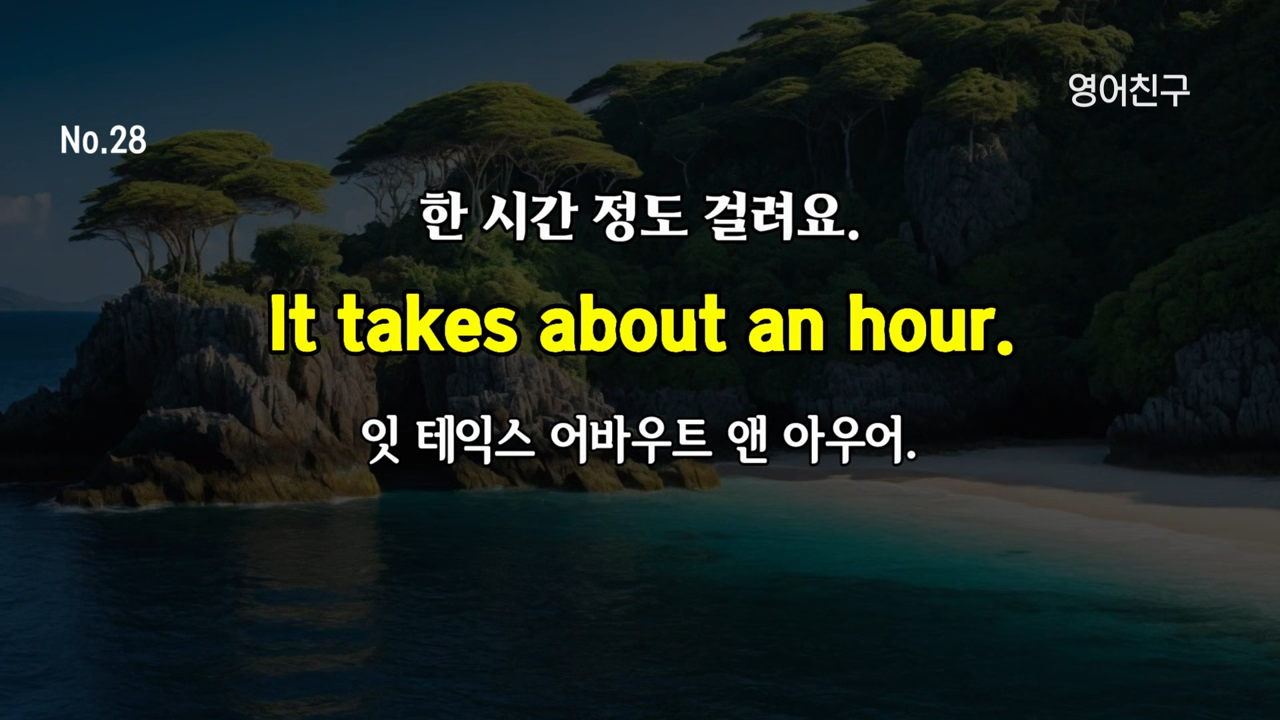 영어친구
No.28
한 시간 정도 걸려요.
It takes about an hour.
잇 테익스 어바우트 앤 아우어.